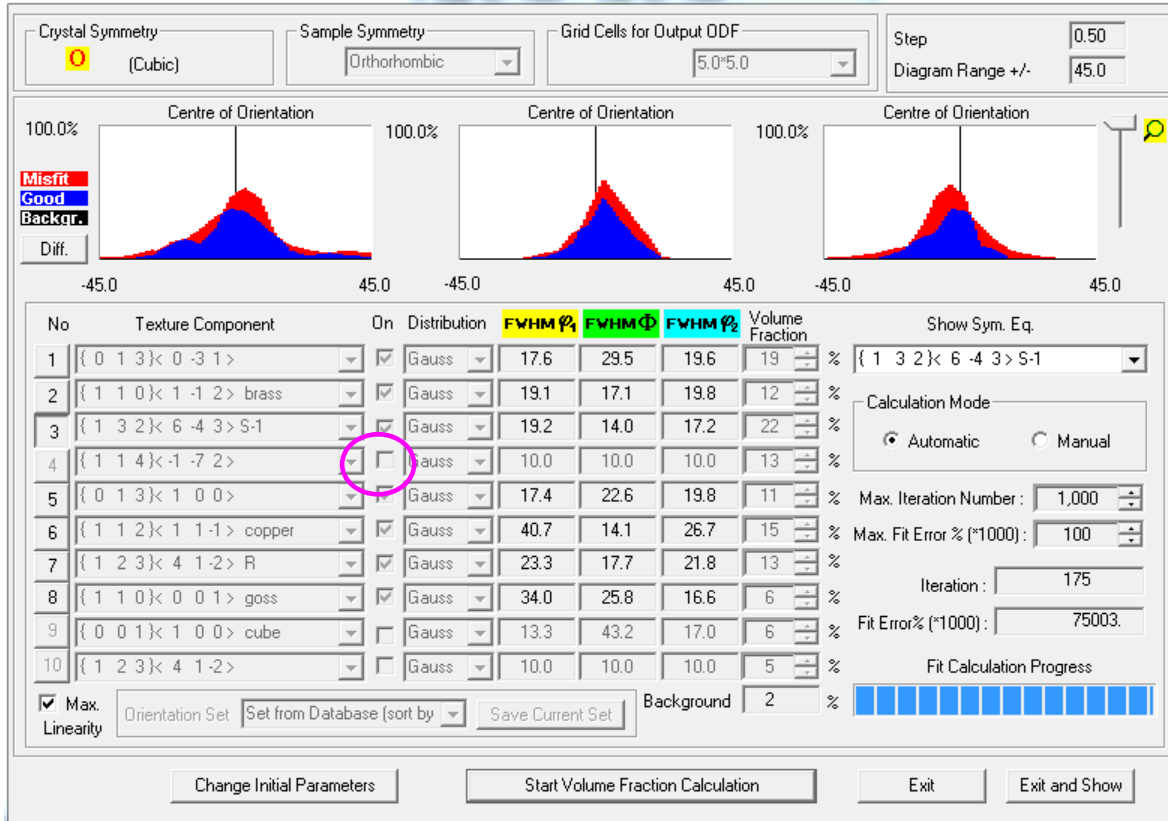 Crystal Symmetry Sample Symmetry Grid Cells for Output ODF
O (Cubic) Orthorhombic 5.0*5.0
Step 0.50
Diagram Range +/- 45.0
Centre of Orientation Centre of Orientation Centre of Orientation
100.0% 100.0% 100.0%
Misfit
Good
Backgr.
Diff.
-45.0 45.0 -45.0 45.0 -45.0 45.0
No Texture Component On Distribution FWHM φ1 FWHM Φ FWHM φ2 Volume Fraction Show Sym. Eq.
1 { 0 1 3}< 0 -3 1> Gauss 17.6 29.5 19.6 19 % { 1 3 2}< 6 -4 3> S-1
2 { 1 1 0}< 1 -1 2> brass Gauss 19.1 17.1 19.8 12 %
3 { 1 3 2}< 6 -4 3> S-1 Gauss 19.2 14.0 17.2 22 %
4 { 1 1 4}<-1 -7 2> Gauss 10.0 10.0 10.0 13 %
5 { 0 1 3}< 1 0 0> Gauss 17.4 22.6 19.8 11 %
6 { 1 1 2}< 1 1 -1> copper Gauss 40.7 14.1 26.7 15 %
7 { 1 2 3}< 4 1 -2> R Gauss 23.3 17.7 21.8 13 %
8 { 1 1 0}< 0 0 1> goss Gauss 34.0 25.8 16.6 6 %
9 { 0 0 1}< 1 0 0> cube Gauss 13.3 43.2 17.0 6 %
10 { 1 2 3}< 4 1 -2> Gauss 10.0 10.0 10.0 5 %
Calculation Mode
Automatic Manual
Max. Iteration Number : 1,000
Max. Fit Error % (*1000) : 100
Iteration : 175
Fit Error% (*1000) : 75003.
Fit Calculation Progress
Max. Linearity Orientation Set Set from Database (sort by Save Current Set Background 2 %
Change Initial Parameters Start Volume Fraction Calculation Exit Exit and Show